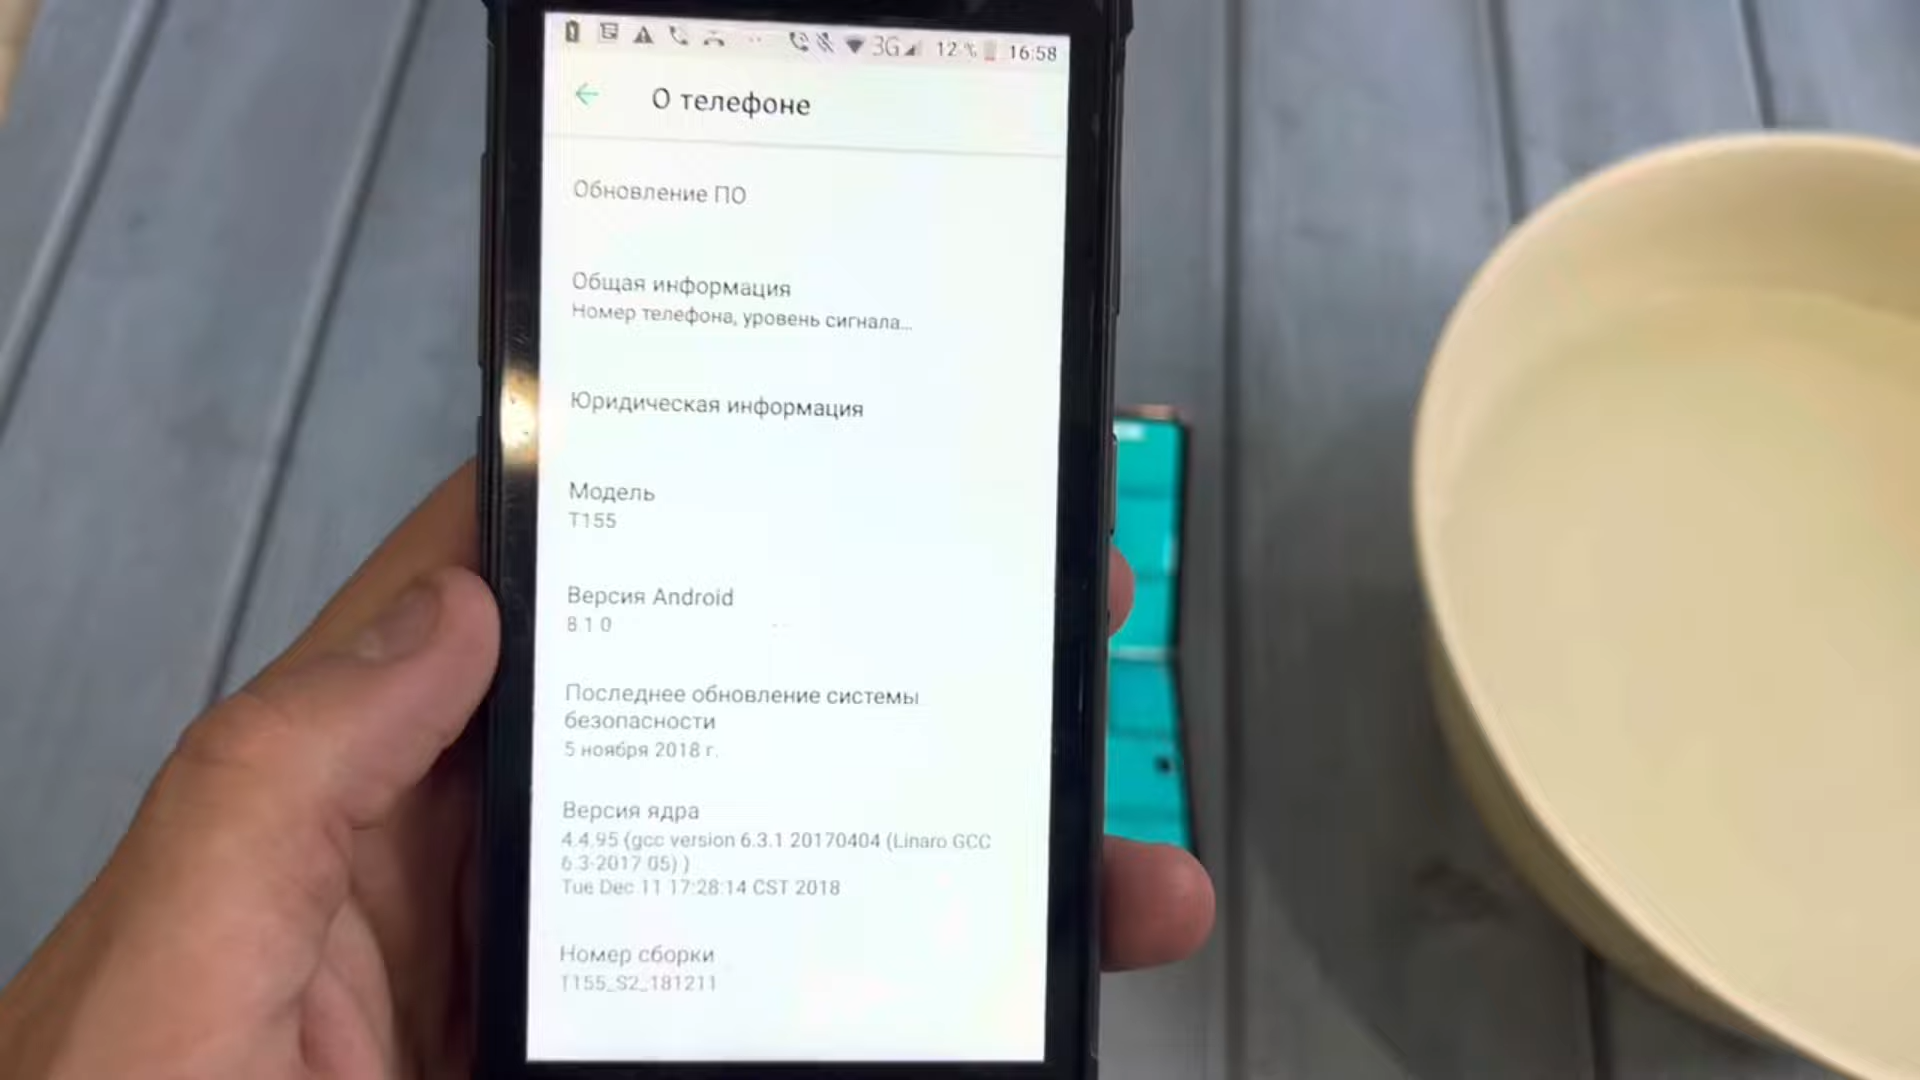 3G 12 % 16:58
О телефоне
Обновление ПО
Общая информация
Номер телефона, уровень сигнала...
Юридическая информация
Модель
T155
Версия Android
8.1.0
Последнее обновление системы
безопасности
5 ноября 2018 г.
Версия ядра
4.4.95 (gcc version 6.3.1 20170404 (Linaro GCC
6.3-2017.05) )
Tue Dec 11 17:28:14 CST 2018
Номер сборки
T155_S2_181211